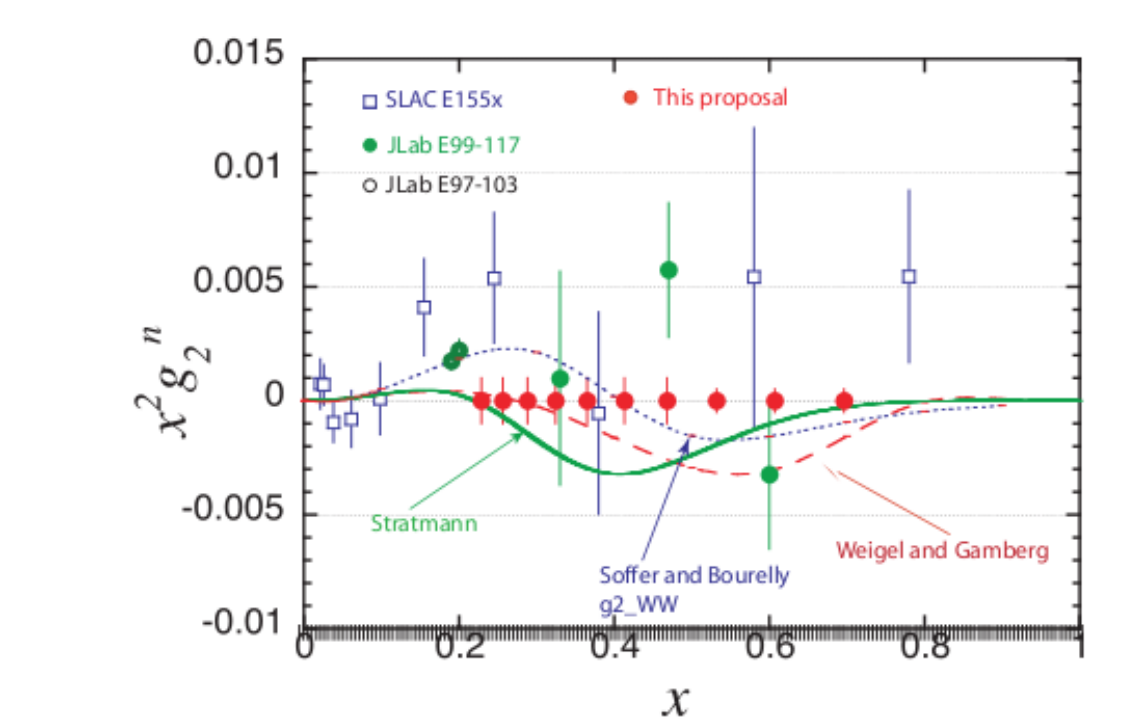 0.015
SLAC E155x
This proposal
JLab E99-117
0.01
JLab E97-103
0.005
x²g₂ⁿ
0
-0.005
Stratmann
Weigel and Gamberg
Soffer and Bourelly
g2_WW
-0.01
0 0.2 0.4 0.6 0.8 1
x